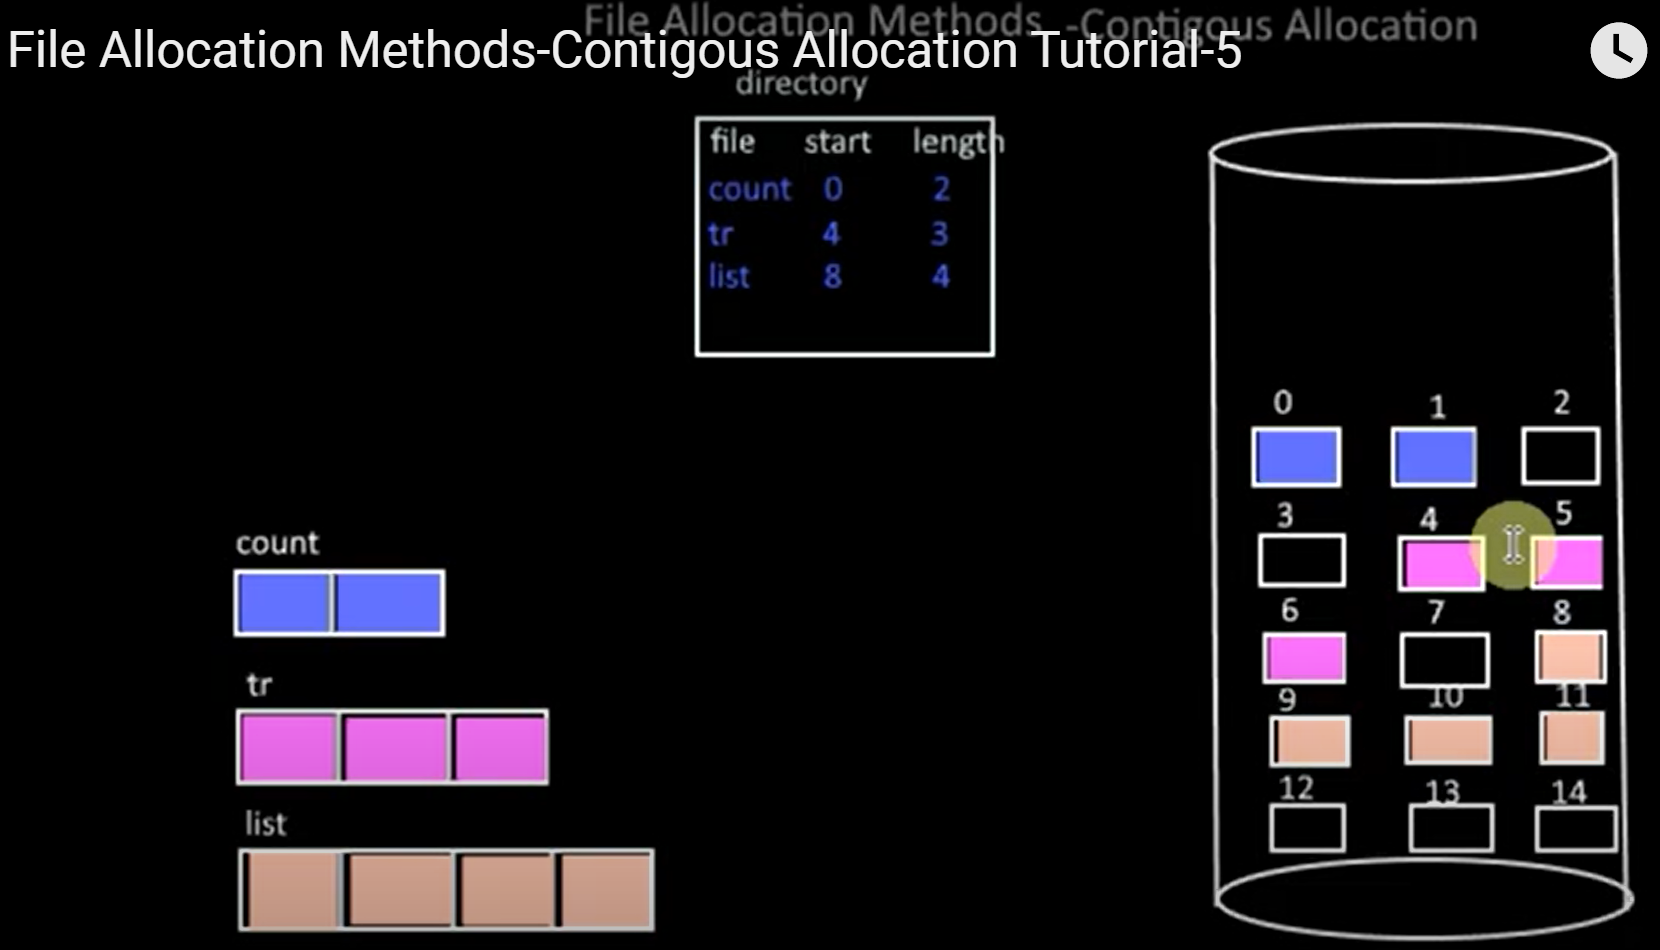 File Allocation Methods -Contigous Allocation
File Allocation Methods-Contigous Allocation Tutorial-5
directory
file start length
count 0 2
tr 4 3
list 8 4
0 1 2
3 4 5
6 7 8
9 10 11
12 13 14
count
tr
list